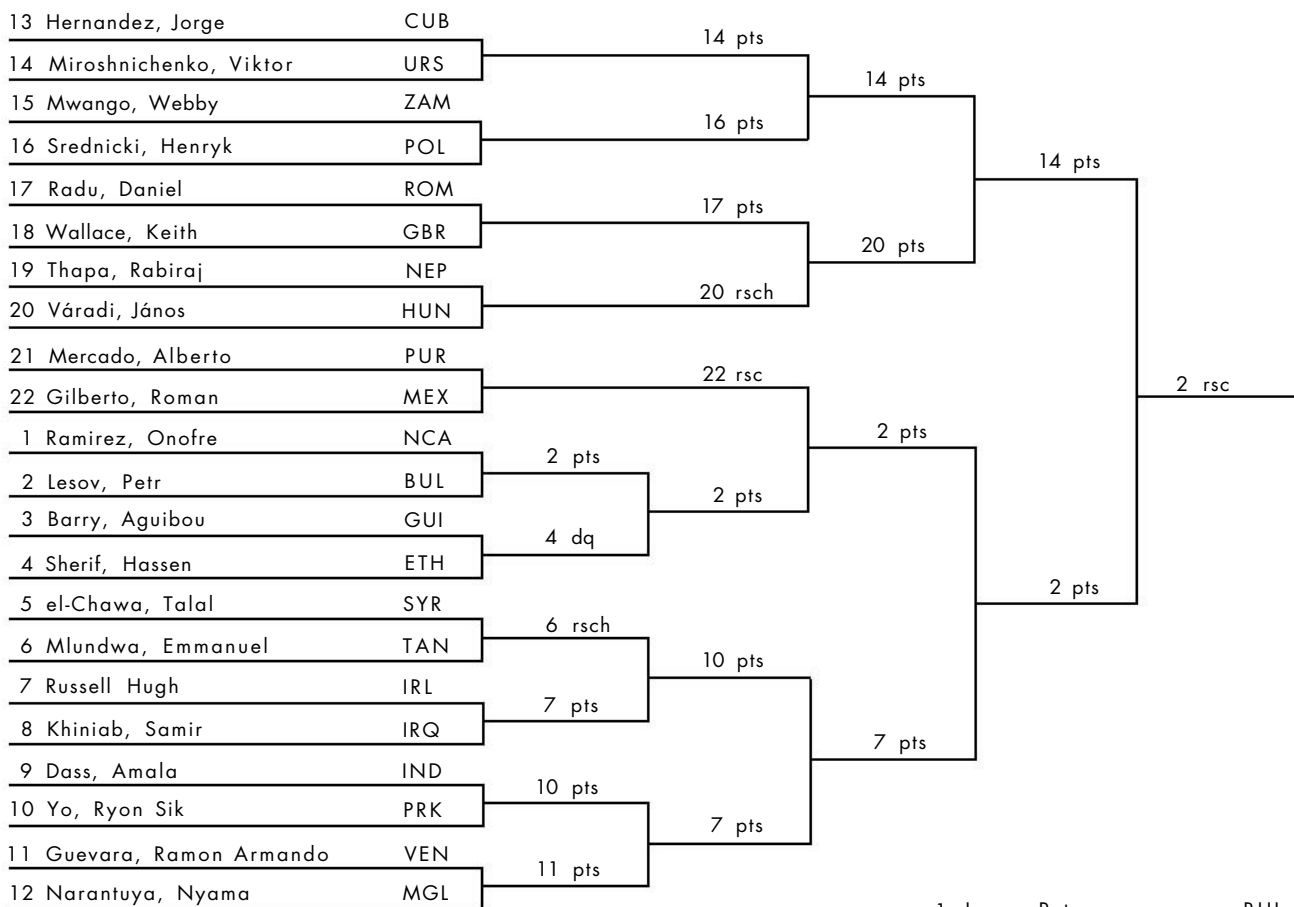 13 Hernandez, Jorge CUB
14 Miroshnichenko, Viktor URS
15 Mwango, Webby ZAM
16 Srednicki, Henryk POL
17 Radu, Daniel ROM
18 Wallace, Keith GBR
19 Thapa, Rabiraj NEP
20 Váradi, János HUN
21 Mercado, Alberto PUR
22 Gilberto, Roman MEX
1 Ramirez, Onofre NCA
2 Lesov, Petr BUL
3 Barry, Aguibou GUI
4 Sherif, Hassen ETH
5 el-Chawa, Talal SYR
6 Mlundwa, Emmanuel TAN
7 Russell Hugh IRL
8 Khiniab, Samir IRQ
9 Dass, Amala IND
10 Yo, Ryon Sik PRK
11 Guevara, Ramon Armando VEN
12 Narantuya, Nyama MGL
2 pts
4 dq
6 rsch
7 pts
10 pts
11 pts
14 pts
16 pts
17 pts
20 rsch
22 rsc
2 pts
10 pts
7 pts
14 pts
20 pts
2 pts
7 pts
14 pts
2 pts
2 rsc